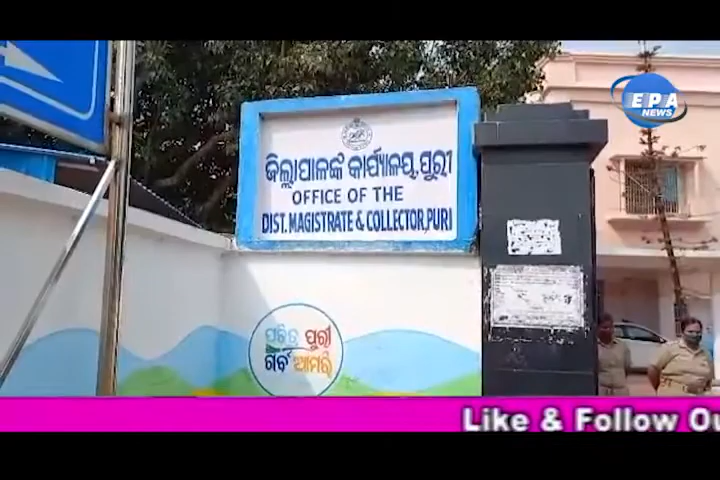 EPA
NEWS
ଜିଲ୍ଲାପାଳଙ୍କ କାର୍ଯ୍ୟାଳୟ,ପୁରୀ
OFFICE OF THE
DIST.MAGISTRATE & COLLECTOR,PURI
ପବିତ୍ର ପୁରୀ
ଗର୍ବ ଆମରି
Like & Follow Ou